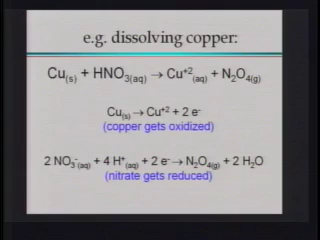 e.g. dissolving copper:
Cu(s) + HNO3(aq) → Cu+2(aq) + N2O4(g)
Cu(s) → Cu+2 + 2 e-
(copper gets oxidized)
2 NO3-(aq) + 4 H+(aq) + 2 e- → N2O4(g) + 2 H2O
(nitrate gets reduced)